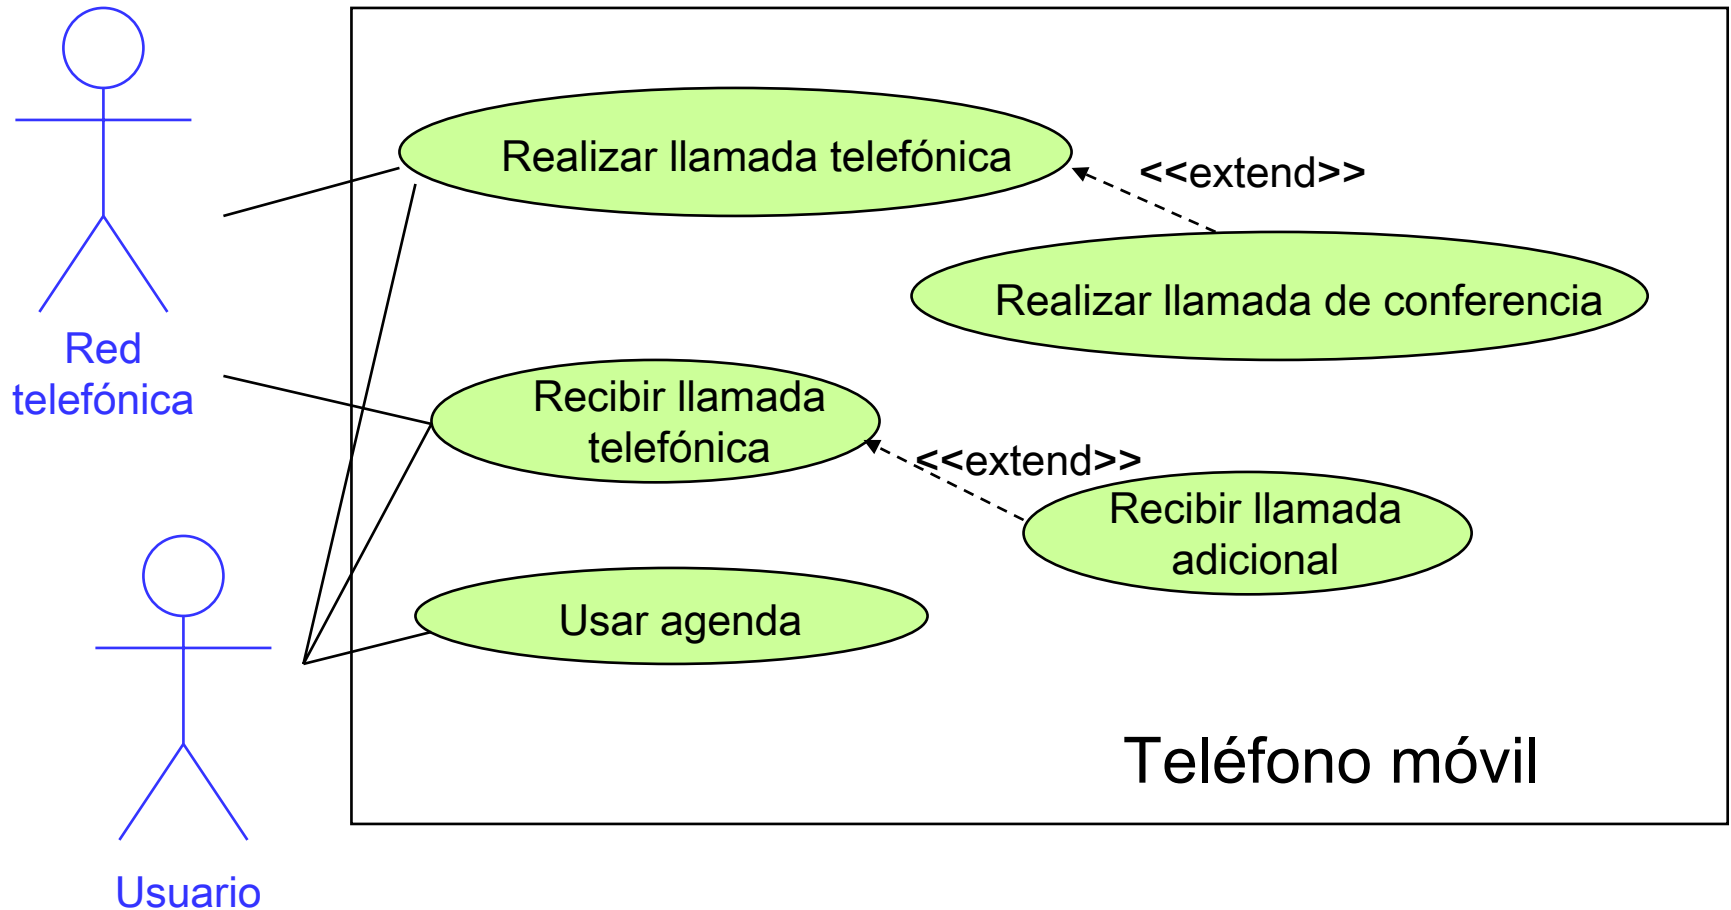 Realizar llamada telefónica
<<extend>>
Realizar llamada de conferencia
Red
telefónica
Recibir llamada
telefónica
<<extend>>
Recibir llamada
adicional
Usar agenda
Teléfono móvil
Usuario